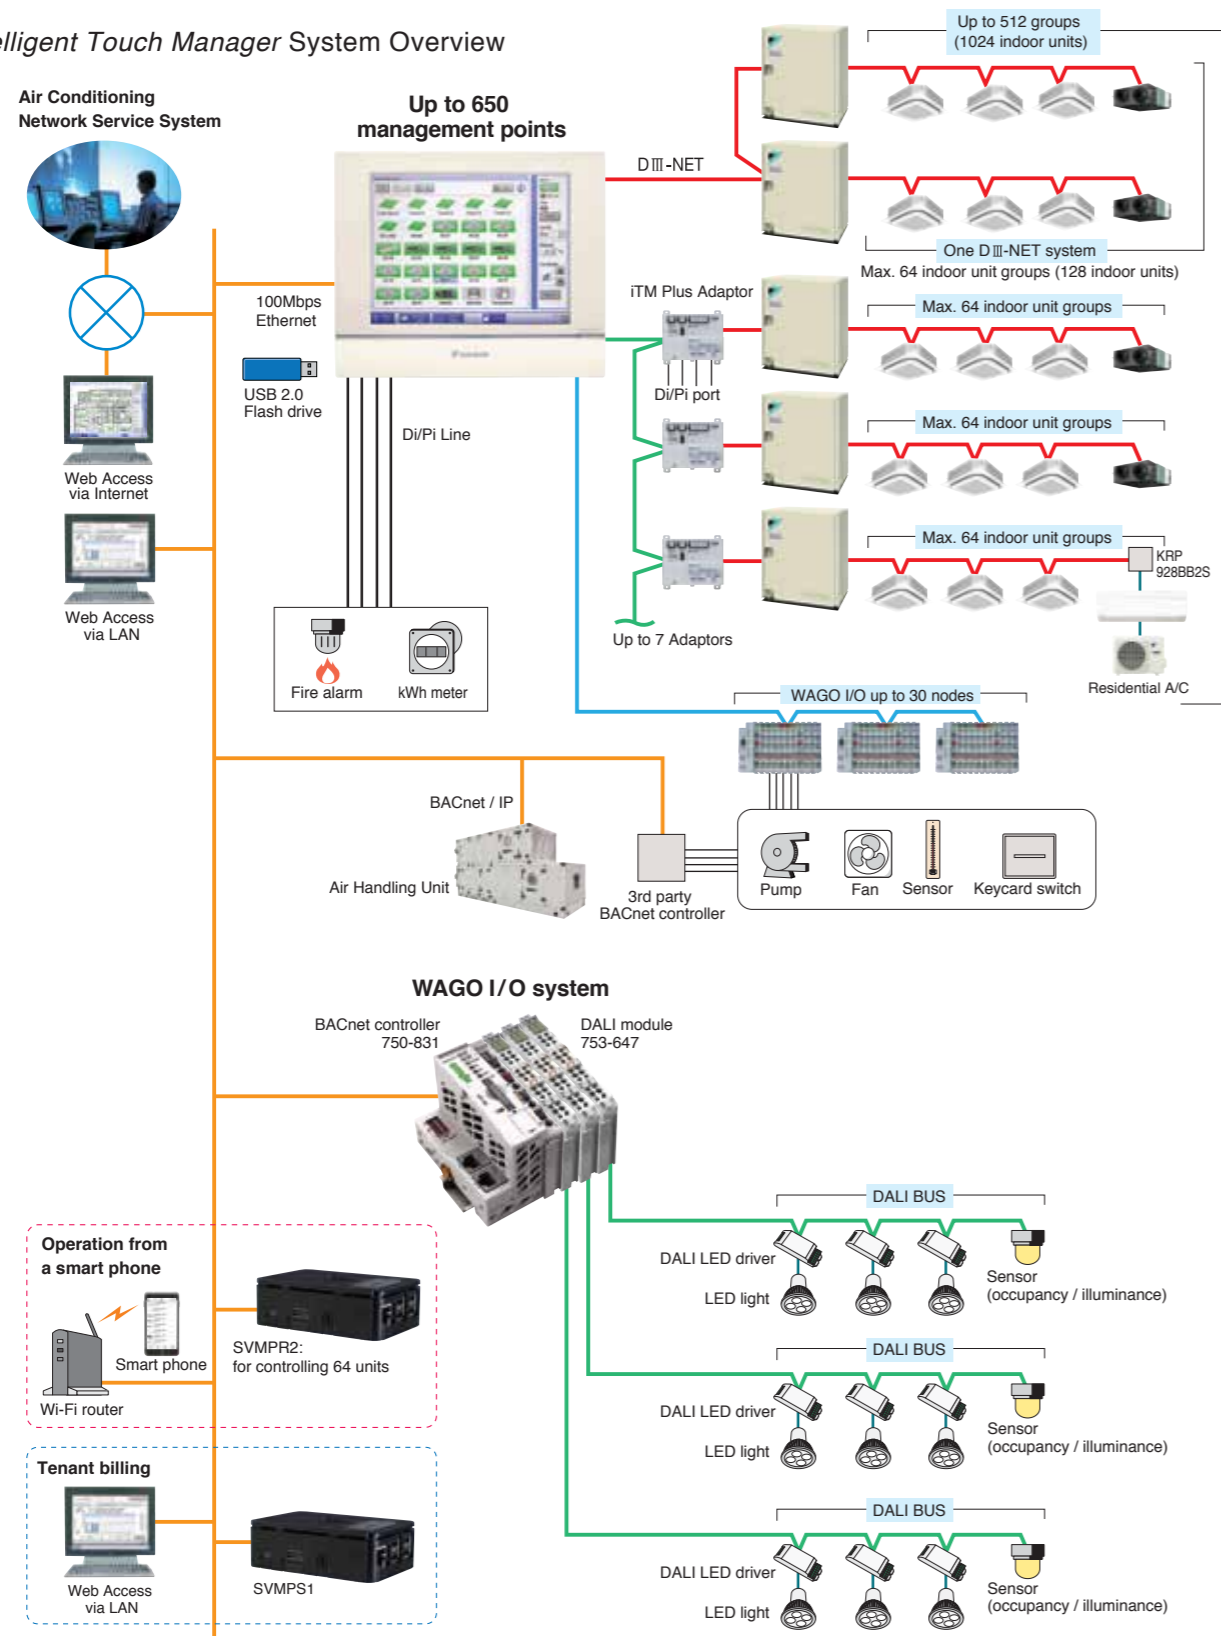 elligent Touch Manager System Overview
Air Conditioning
Network Service System
Up to 650
management points
Up to 512 groups
(1024 indoor units)
DⅢ-NET
One DⅢ-NET system
Max. 64 indoor unit groups (128 indoor units)
100Mbps
Ethernet
iTM Plus Adaptor
Max. 64 indoor unit groups
USB 2.0
Flash drive
Di/Pi port
Di/Pi Line
Max. 64 indoor unit groups
Web Access
via Internet
Max. 64 indoor unit groups
KRP
928BB2S
Web Access
via LAN
Up to 7 Adaptors
Fire alarm
kWh meter
Residential A/C
WAGO I/O up to 30 nodes
BACnet / IP
Air Handling Unit
3rd party
BACnet controller
Pump
Fan
Sensor
Keycard switch
WAGO I/O system
BACnet controller
750-831
DALI module
753-647
DALI BUS
DALI LED driver
LED light
Sensor
(occupancy / illuminance)
Operation from
a smart phone
Smart phone
Wi-Fi router
SVMPR2:
for controlling 64 units
DALI BUS
DALI LED driver
LED light
Sensor
(occupancy / illuminance)
Tenant billing
Web Access
via LAN
SVMPS1
DALI BUS
DALI LED driver
LED light
Sensor
(occupancy / illuminance)